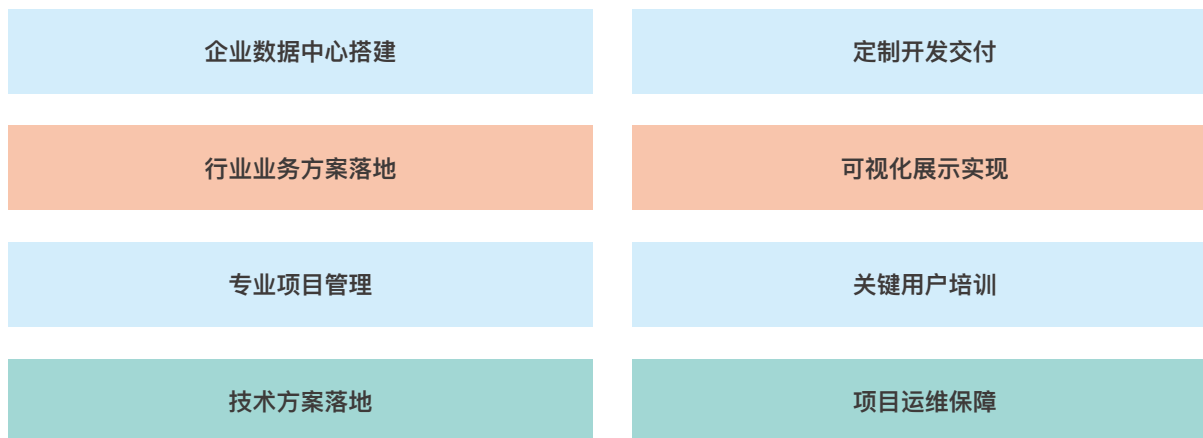 企业数据中心搭建
定制开发交付
行业业务方案落地
可视化展示实现
专业项目管理
关键用户培训
技术方案落地
项目运维保障